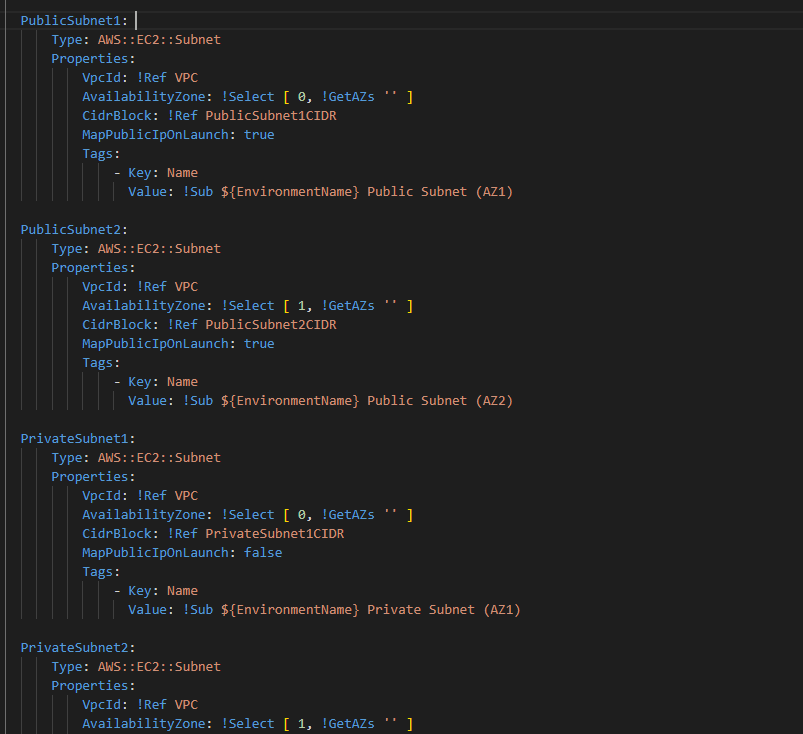 PublicSubnet1:
    Type: AWS::EC2::Subnet
    Properties:
        VpcId: !Ref VPC
        AvailabilityZone: !Select [ 0, !GetAZs '' ]
        CidrBlock: !Ref PublicSubnet1CIDR
        MapPublicIpOnLaunch: true
        Tags:
            - Key: Name
              Value: !Sub ${EnvironmentName} Public Subnet (AZ1)

PublicSubnet2:
    Type: AWS::EC2::Subnet
    Properties:
        VpcId: !Ref VPC
        AvailabilityZone: !Select [ 1, !GetAZs '' ]
        CidrBlock: !Ref PublicSubnet2CIDR
        MapPublicIpOnLaunch: true
        Tags:
            - Key: Name
              Value: !Sub ${EnvironmentName} Public Subnet (AZ2)

PrivateSubnet1:
    Type: AWS::EC2::Subnet
    Properties:
        VpcId: !Ref VPC
        AvailabilityZone: !Select [ 0, !GetAZs '' ]
        CidrBlock: !Ref PrivateSubnet1CIDR
        MapPublicIpOnLaunch: false
        Tags:
            - Key: Name
              Value: !Sub ${EnvironmentName} Private Subnet (AZ1)

PrivateSubnet2:
    Type: AWS::EC2::Subnet
    Properties:
        VpcId: !Ref VPC
        AvailabilityZone: !Select [ 1, !GetAZs '' ]